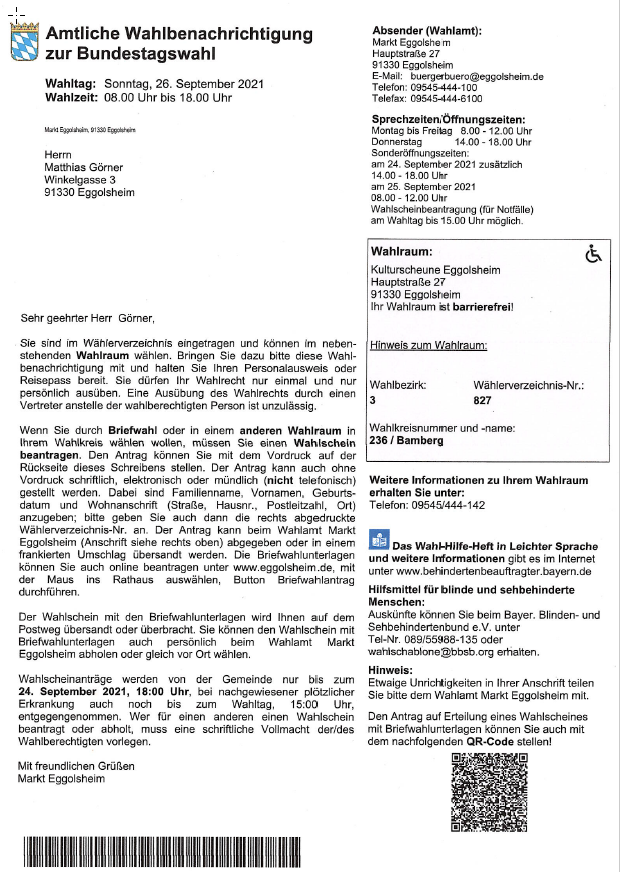 Amtliche Wahlbenachrichtigung
zur Bundestagswahl
Wahltag: Sonntag, 26. September 2021
Wahlzeit: 08.00 Uhr bis 18.00 Uhr
Markt Eggolsheim, 91330 Eggolsheim
Herrn
Matthias Görner
Winkelgasse 3
91330 Eggolsheim
Absender (Wahlamt):
Markt Eggolsheim
Hauptstraße 27
91330 Eggolsheim
E-Mail: buergerbuero@eggolsheim.de
Telefon: 09545-444-100
Telefax: 09545-444-6100
Sprechzeiten/Öffnungszeiten:
Montag bis Freitag 8.00 - 12.00 Uhr
Donnerstag 14.00 - 18.00 Uhr
Sonderöffnungszeiten:
am 24. September 2021 zusätzlich
14.00 - 18.00 Uhr
am 25. September 2021
08.00 - 12.00 Uhr
Wahlscheinbeantragung (für Notfälle)
am Wahltag bis 15.00 Uhr möglich.
Wahlraum:
Kulturscheune Eggolsheim
Hauptstraße 27
91330 Eggolsheim
Ihr Wahlraum ist barrierefrei!
Hinweis zum Wahlraum:
Wahlbezirk: Wählerverzeichnis-Nr.:
3 827
Wahlkreisnummer und -name:
236 / Bamberg
Sehr geehrter Herr Görner,
Sie sind im Wählerverzeichnis eingetragen und können im neben-
stehenden Wahlraum wählen. Bringen Sie dazu bitte diese Wahl-
benachrichtigung mit und halten Sie Ihren Personalausweis oder
Reisepass bereit. Sie dürfen Ihr Wahlrecht nur einmal und nur
persönlich ausüben. Eine Ausübung des Wahlrechts durch einen
Vertreter anstelle der wahlberechtigten Person ist unzulässig.
Wenn Sie durch Briefwahl oder in einem anderen Wahlraum in
Ihrem Wahlkreis wählen wollen, müssen Sie einen Wahlschein
beantragen. Den Antrag können Sie mit dem Vordruck auf der
Rückseite dieses Schreibens stellen. Der Antrag kann auch ohne
Vordruck schriftlich, elektronisch oder mündlich (nicht telefonisch)
gestellt werden. Dabei sind Familienname, Vornamen, Geburts-
datum und Wohnanschrift (Straße, Hausnr., Postleitzahl, Ort)
anzugeben; bitte geben Sie auch dann die rechts abgedruckte
Wählerverzeichnis-Nr. an. Der Antrag kann beim Wahlamt Markt
Eggolsheim (Anschrift siehe rechts oben) abgegeben oder in einem
frankierten Umschlag übersandt werden. Die Briefwahlunterlagen
können Sie auch online beantragen unter www.eggolsheim.de, mit
der Maus ins Rathaus auswählen, Button Briefwahlantrag
durchführen.
Der Wahlschein mit den Briefwahlunterlagen wird Ihnen auf dem
Postweg übersandt oder überbracht. Sie können den Wahlschein mit
Briefwahlunterlagen auch persönlich beim Wahlamt Markt
Eggolsheim abholen oder gleich vor Ort wählen.
Wahlscheinanträge werden von der Gemeinde nur bis zum
24. September 2021, 18:00 Uhr, bei nachgewiesener plötzlicher
Erkrankung auch noch bis zum Wahltag, 15:00 Uhr,
entgegengenommen. Wer für einen anderen einen Wahlschein
beantragt oder abholt, muss eine schriftliche Vollmacht der/des
Wahlberechtigten vorlegen.
Mit freundlichen Grüßen
Markt Eggolsheim
Weitere Informationen zu Ihrem Wahlraum
erhalten Sie unter:
Telefon: 09545/444-142
Das Wahl-Hilfe-Heft in Leichter Sprache
und weitere Informationen gibt es im Internet
unter www.behindertenbeauftragter.bayern.de
Hilfsmittel für blinde und sehbehinderte
Menschen:
Auskünfte können Sie beim Bayer. Blinden- und
Sehbehindertenbund e.V. unter
Tel-Nr. 089/55988-135 oder
wahlschablone@bbsb.org erhalten.
Hinweis:
Etwaige Unrichtigkeiten in Ihrer Anschrift teilen
Sie bitte dem Wahlamt Markt Eggolsheim mit.
Den Antrag auf Erteilung eines Wahlscheines
mit Briefwahlunterlagen können Sie auch mit
dem nachfolgenden QR-Code stellen!